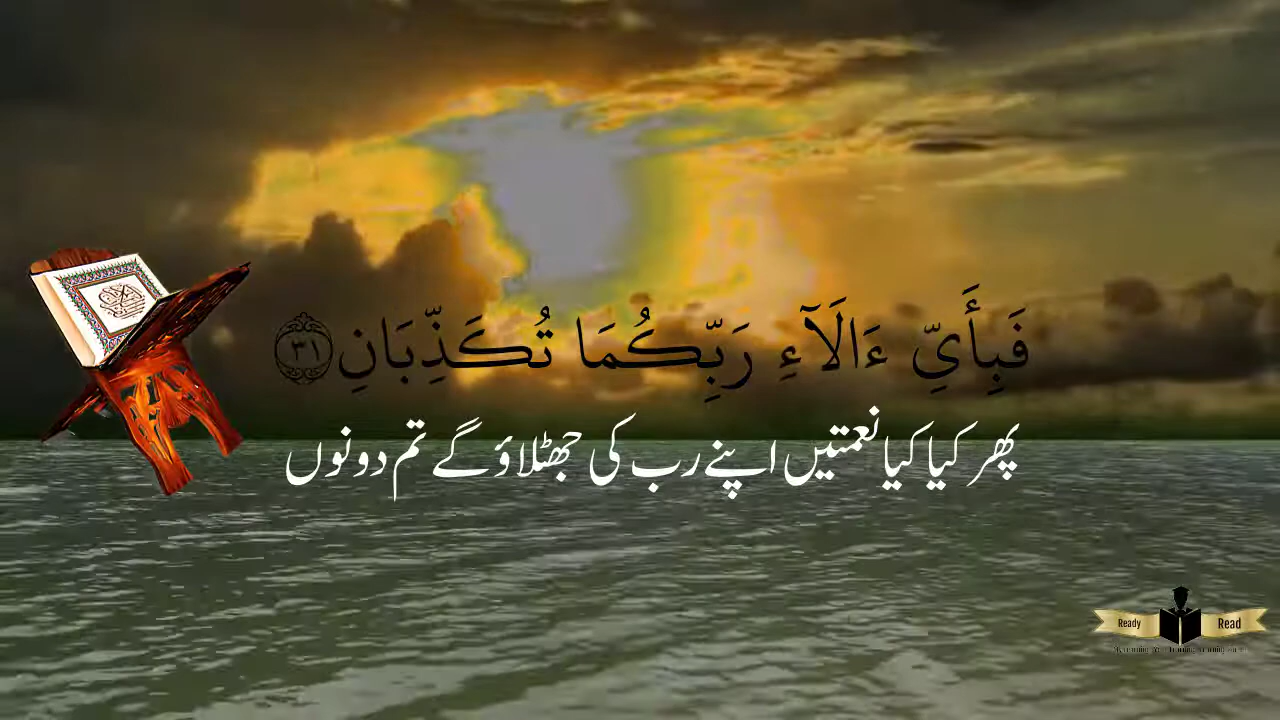 فَبِأَيِّ ءَالَآءِ رَبِّكُمَا تُكَذِّبَانِ ٣١
پھر کیا کیا نعمتیں اپنے رب کی جھٹلاؤ گے تم دونوں
Ready Read